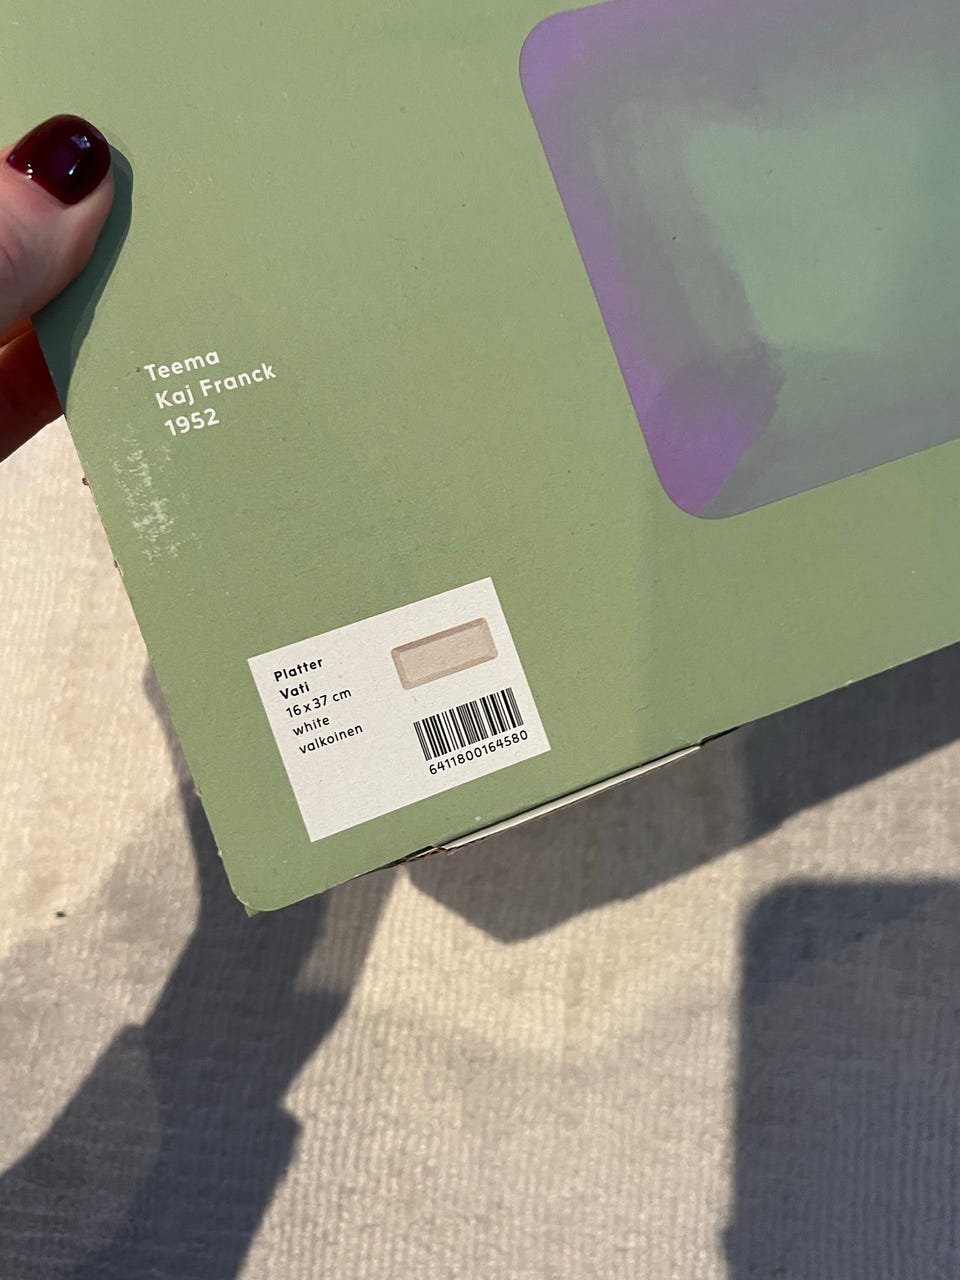 Teema
Kaj Franck
1952
Platter
Vati
16 x 37 cm
white
valkoinen
6411800164580